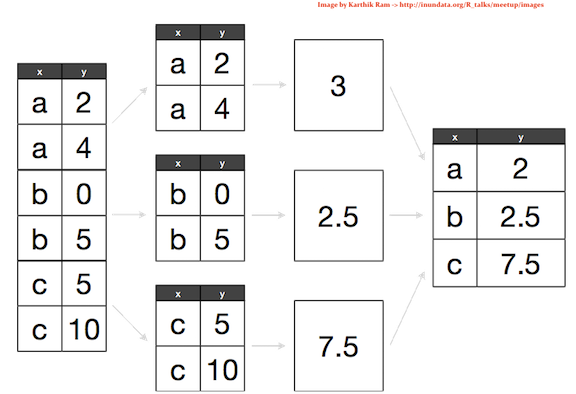 Image by Karthik Ram -> http://inundata.org/R_talks/meetup/images
x y
a 2
a 4
b 0
b 5
c 5
c 10
x y
a 2
a 4
x y
b 0
b 5
x y
c 5
c 10
3
2.5
7.5
x y
a 2
b 2.5
c 7.5